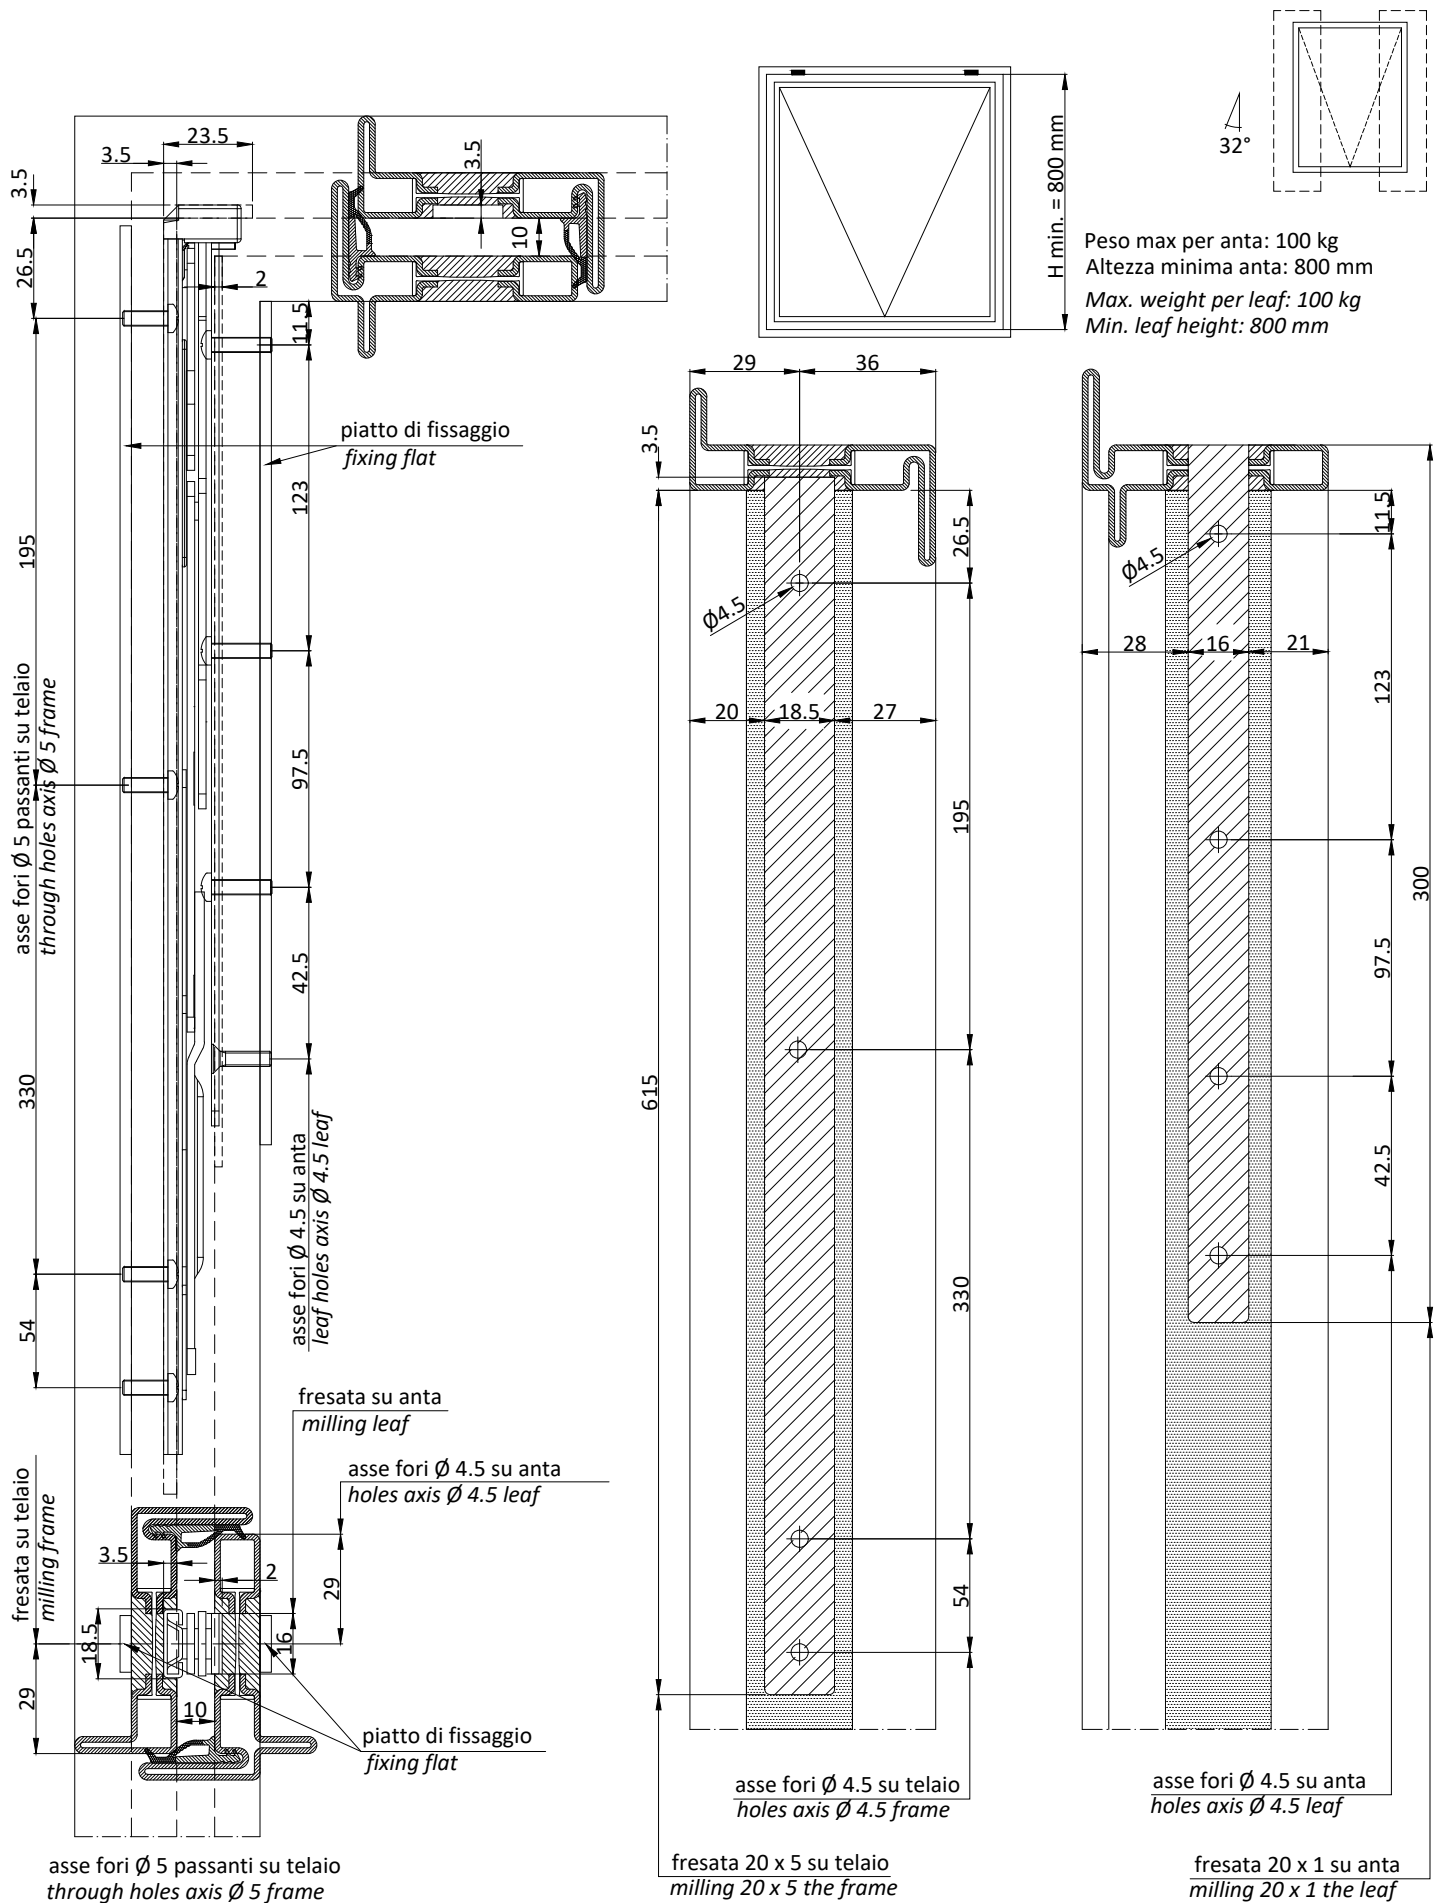 23.5
3.5
3.5
26.5
195
330
54
2
11.5
123
97.5
42.5
3.5
10
piatto di fissaggio
fixing flat
asse fori Ø 5 passanti su telaio
through holes axis Ø 5 frame
asse fori Ø 4.5 su anta
leaf holes axis Ø 4.5 leaf
fresata su anta
milling leaf
asse fori Ø 4.5 su anta
holes axis Ø 4.5 leaf
fresata su telaio
milling frame
3.5
2
29
18.5
16
29
10
piatto di fissaggio
fixing flat
asse fori Ø 5 passanti su telaio
through holes axis Ø 5 frame
H min. = 800 mm
32°
Peso max per anta: 100 kg
Altezza minima anta: 800 mm
Max. weight per leaf: 100 kg
Min. leaf height: 800 mm
29
36
3.5
26.5
Ø4.5
20
18.5
27
195
615
330
54
asse fori Ø 4.5 su telaio
holes axis Ø 4.5 frame
fresata 20 x 5 su telaio
milling 20 x 5 the frame
11.5
Ø4.5
28
16
21
123
300
97.5
42.5
asse fori Ø 4.5 su anta
holes axis Ø 4.5 leaf
fresata 20 x 1 su anta
milling 20 x 1 the leaf